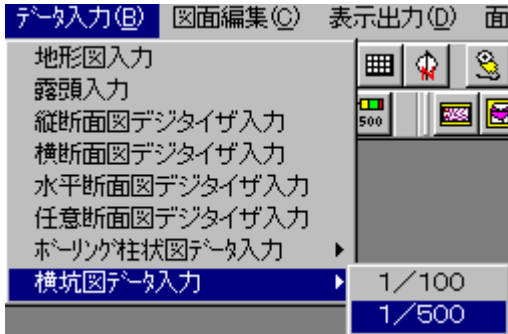 データ入力(B) 図面編集(C) 表示出力(D) 面
地形図入力
露頭入力
縦断面図デジタイザ入力
横断面図デジタイザ入力
水平断面図デジタイザ入力
任意断面図デジタイザ入力
ボーリング柱状図データ入力
横坑図データ入力
500
1/100
1/500